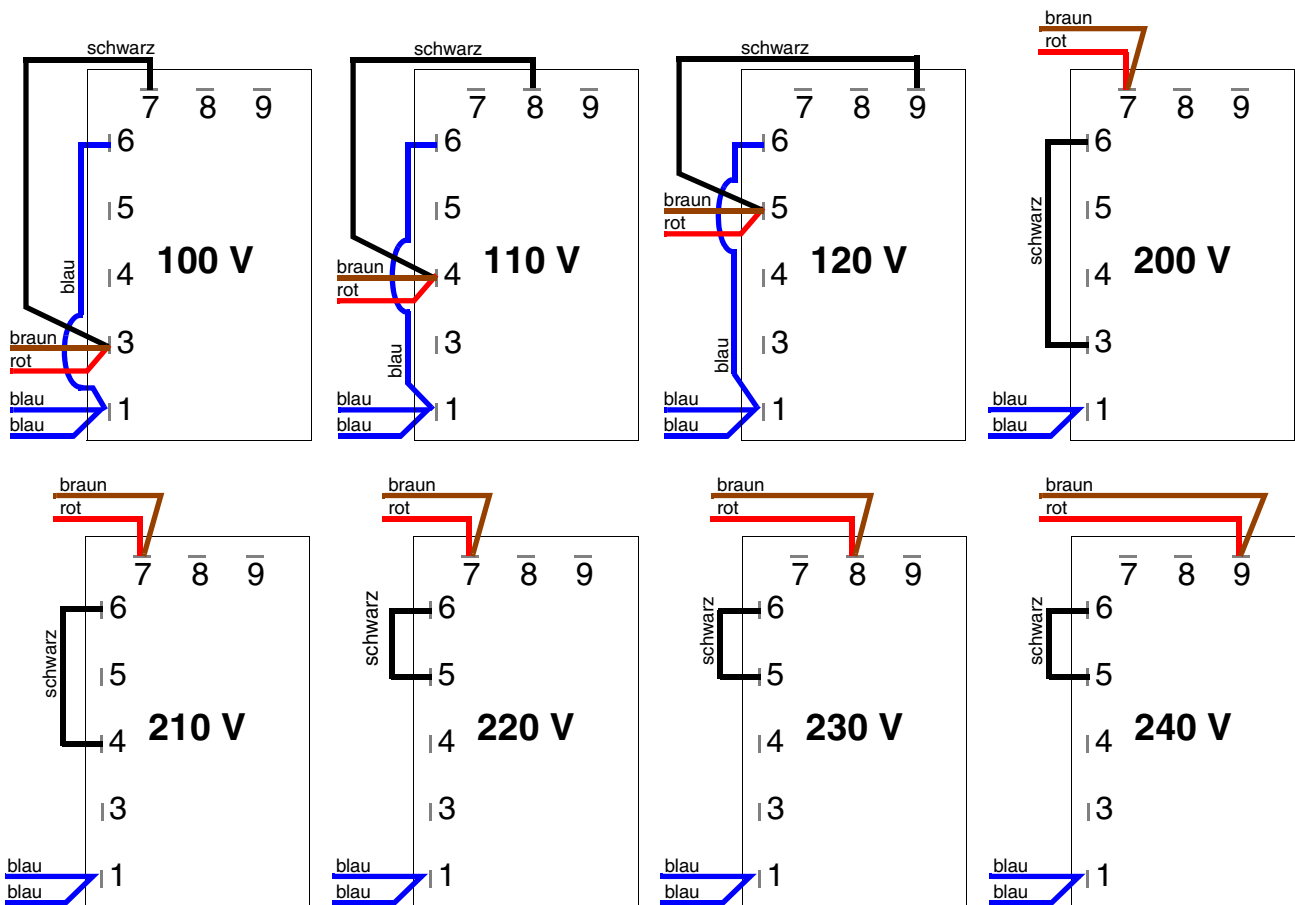 schwarz
7 8 9
6
5
blau
100 V
4
braun
3
rot
blau
1
blau
schwarz
7 8 9
6
5
110 V
braun
4
rot
3
blau
blau
1
blau
schwarz
7 8 9
6
braun
5
rot
120 V
4
3
blau
blau
1
blau
braun
rot
7 8 9
6
5
schwarz
200 V
4
3
blau
1
blau
braun
rot
7 8 9
6
schwarz
5
210 V
4
3
blau
1
blau
braun
rot
7 8 9
6
schwarz
5
220 V
4
3
blau
1
blau
braun
rot
7 8 9
6
schwarz
5
230 V
4
3
blau
1
blau
braun
rot
7 8 9
6
schwarz
5
240 V
4
3
blau
1
blau